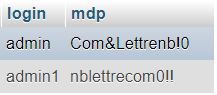 login mdp
admin Com&Lettrenb!0
admin1 nblettrecom0!!